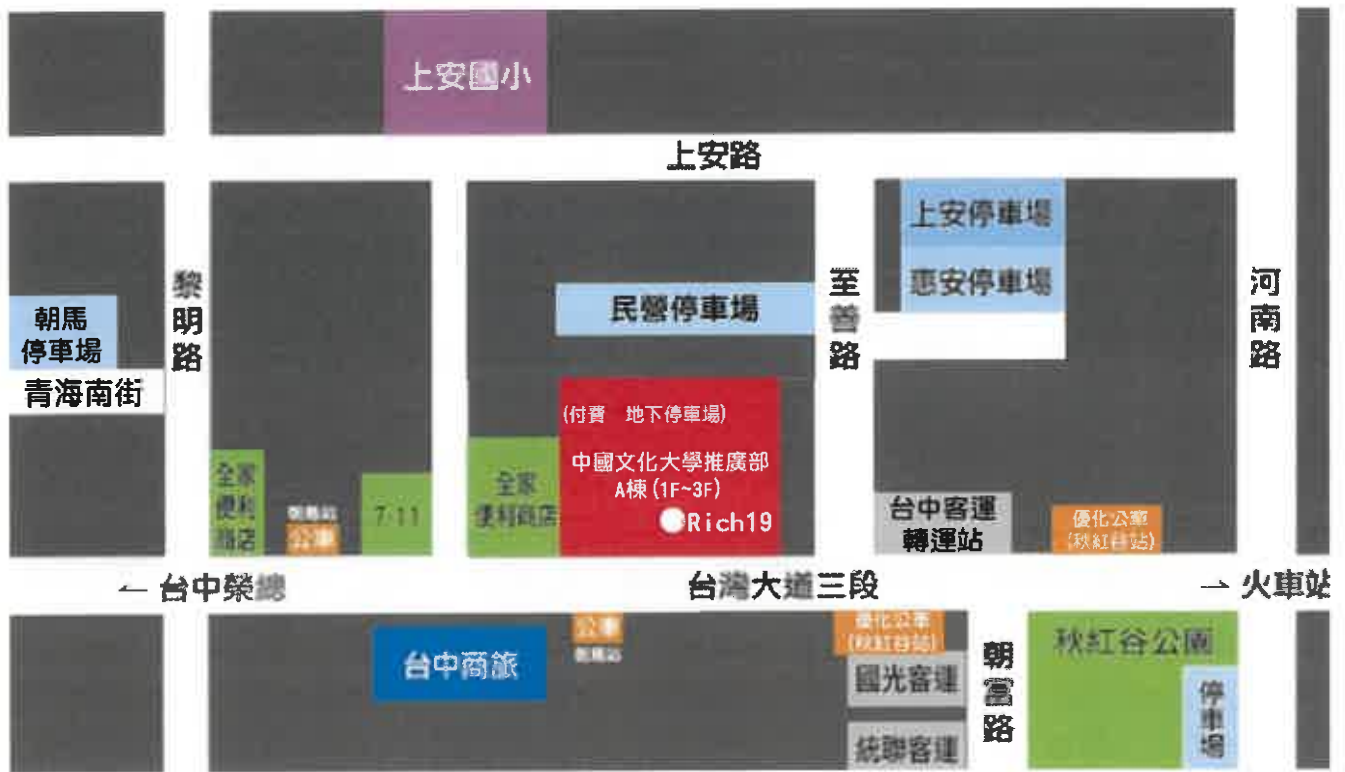 上安國小
上安路
上安停車場
惠安停車場
黎明路
至善路
河南路
朝馬
停車場
青海南街
民營停車場
(付費 地下停車場)
中國文化大學推廣部
A棟(1F~3F)
Rich19
全家
便利
商店
公車
7-11
全家
便利商店
台中客運
轉運站
優化公車
(秋紅谷站)
← 台中榮總
台灣大道三段
→ 火車站
台中商旅
公車
優化公車
(秋紅谷站)
國光客運
統聯客運
朝富路
秋紅谷公園
停車場